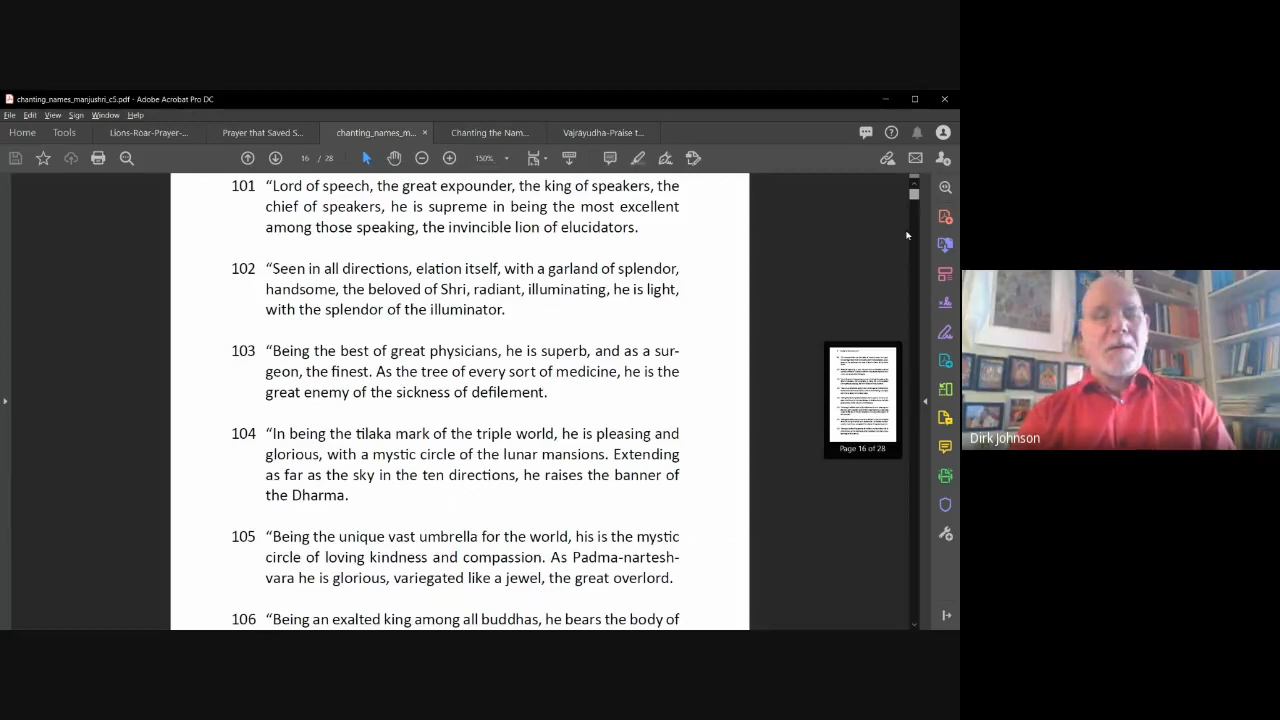 chanting_names_manjushri_c5.pdf - Adobe Acrobat Pro DC
File Edit View Sign Window Help
Home Tools Lions-Roar-Prayer-... Prayer that Saved S... chanting_names_m... × Chanting the Nam... Vajrāyudha-Praise t...
16 / 28 150%
101 “Lord of speech, the great expounder, the king of speakers, the
chief of speakers, he is supreme in being the most excellent
among those speaking, the invincible lion of elucidators.
102 “Seen in all directions, elation itself, with a garland of splendor,
handsome, the beloved of Shri, radiant, illuminating, he is light,
with the splendor of the illuminator.
103 “Being the best of great physicians, he is superb, and as a sur-
geon, the finest. As the tree of every sort of medicine, he is the
great enemy of the sickness of defilement.
104 “In being the tilaka mark of the triple world, he is pleasing and
glorious, with a mystic circle of the lunar mansions. Extending
as far as the sky in the ten directions, he raises the banner of
the Dharma.
105 “Being the unique vast umbrella for the world, his is the mystic
circle of loving kindness and compassion. As Padma-nartesh-
vara he is glorious, variegated like a jewel, the great overlord.
106 “Being an exalted king among all buddhas, he bears the body of
Page 16 of 28
Dirk Johnson